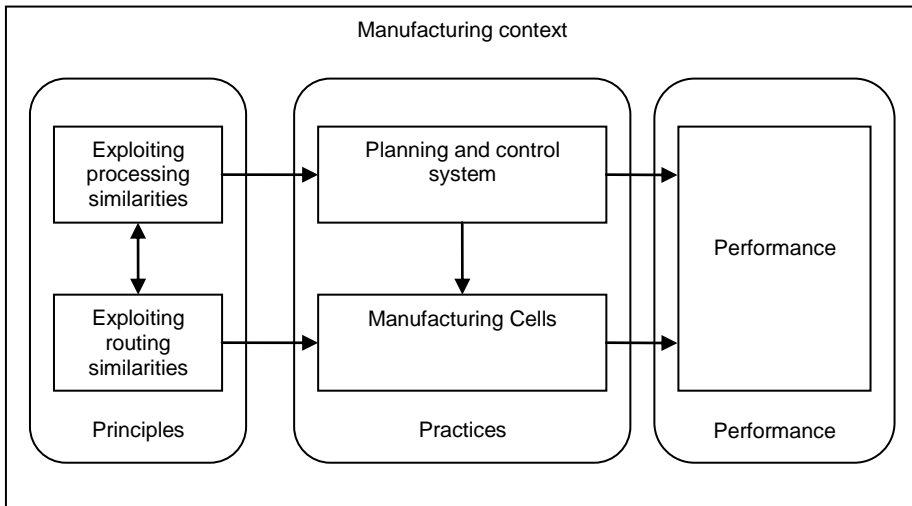 Manufacturing context
Exploiting
processing
similarities
Planning and control
system
Performance
Exploiting
routing
similarities
Manufacturing Cells
Principles
Practices
Performance